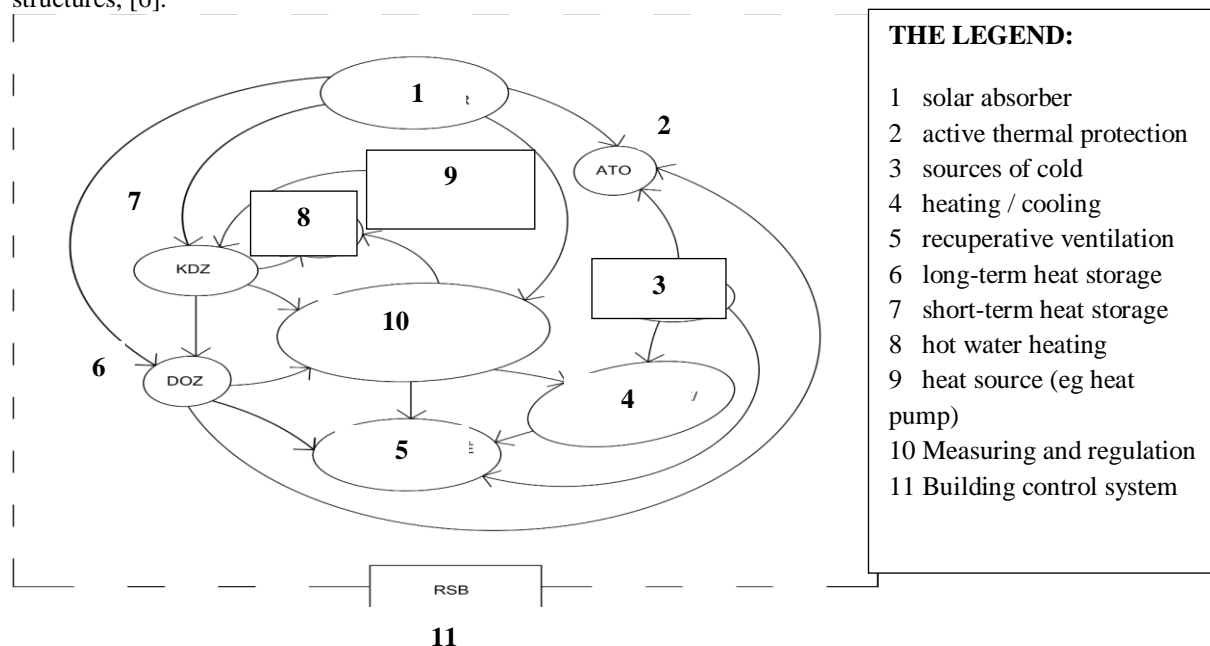 structures, [6].
THE LEGEND:
1 solar absorber
2 active thermal protection
3 sources of cold
4 heating / cooling
5 recuperative ventilation
6 long-term heat storage
7 short-term heat storage
8 hot water heating
9 heat source (eg heat
pump)
10 Measuring and regulation
11 Building control system
1
2
ATO
9
7
8
KDZ
3
10
6
DOZ
4
5
RSB
11